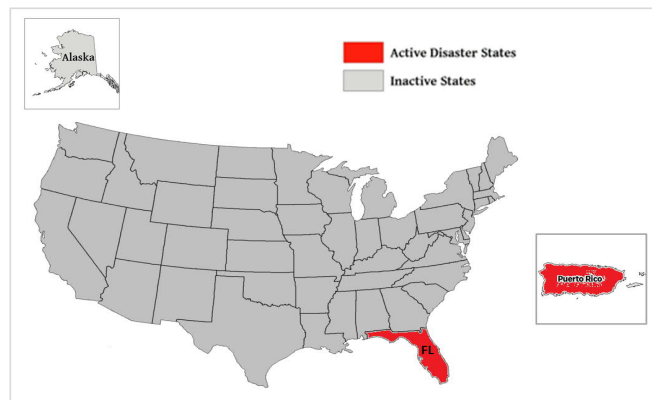 Alaska
Active Disaster States
Inactive States
Puerto Rico
FL